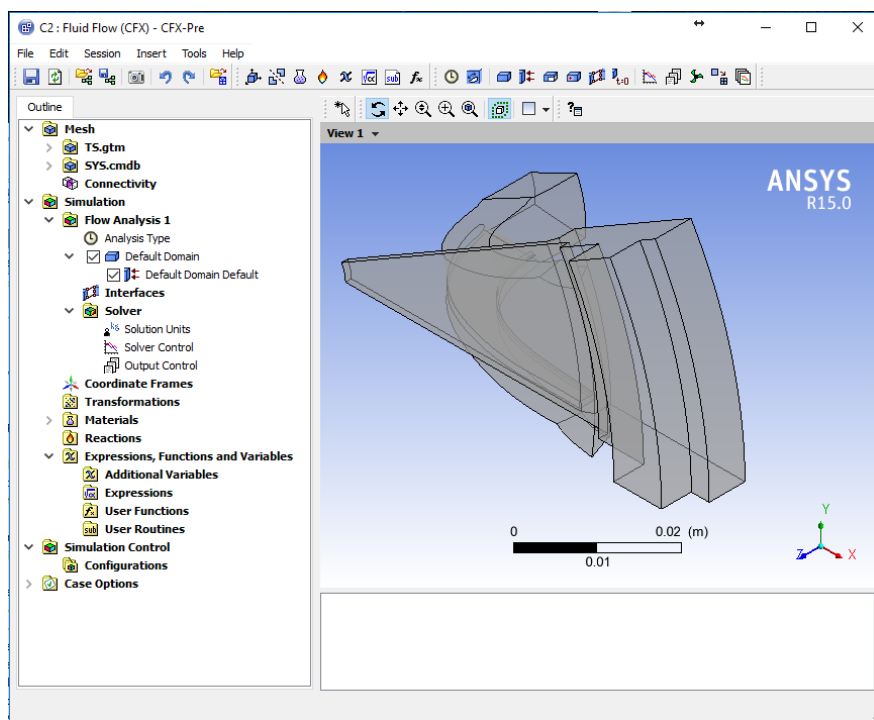 C2 : Fluid Flow (CFX) - CFX-Pre
File Edit Session Insert Tools Help
Outline
Mesh
TS.gtm
SYS.cmdb
Connectivity
Simulation
Flow Analysis 1
Analysis Type
Default Domain
Default Domain Default
Interfaces
Solver
Solution Units
Solver Control
Output Control
Coordinate Frames
Transformations
Materials
Reactions
Expressions, Functions and Variables
Additional Variables
Expressions
User Functions
User Routines
Simulation Control
Configurations
Case Options
View 1
ANSYS
R15.0
0 0.02 (m)
0.01
Y
Z X